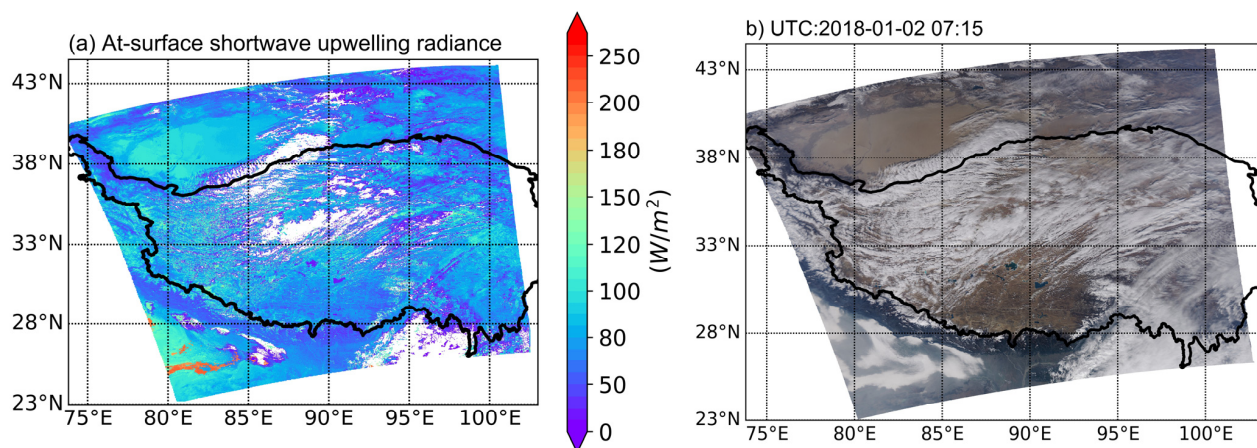 (a) At-surface shortwave upwelling radiance
43°N
38°N
33°N
28°N
23°N
75°E 80°E 85°E 90°E 95°E 100°E
250
200
180
150
120
100
80
50
0
(W/m²)
b) UTC:2018-01-02 07:15
43°N
38°N
33°N
28°N
23°N
75°E 80°E 85°E 90°E 95°E 100°E